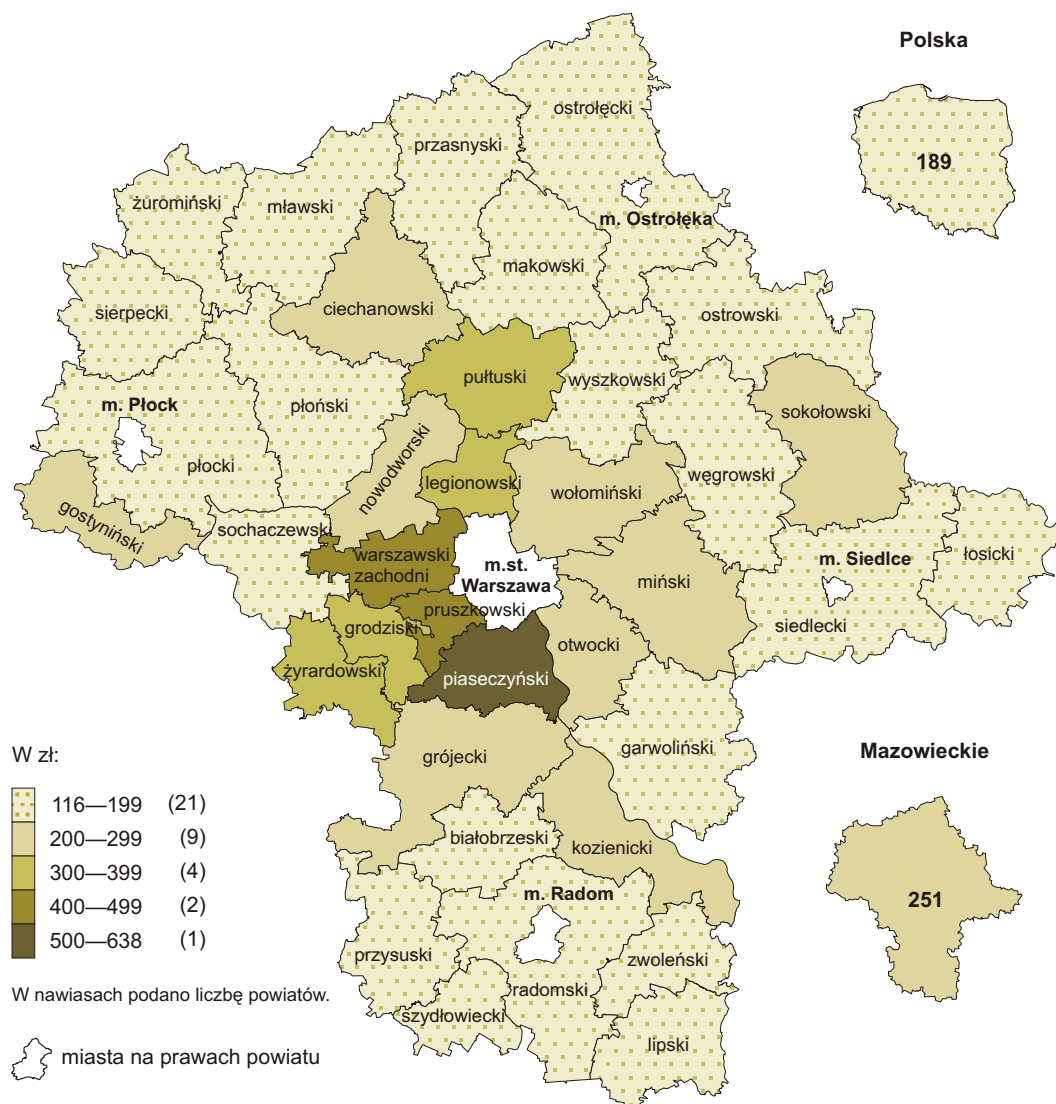 Polska
189
ostrołęcki
przasnyski
żuromiński
mławski
m. Ostrołęka
makowski
sierpecki
ciechanowski
ostrowski
pułtuski
wyszkowski
m. Płock
płoński
sokołowski
płocki
nowodworski
legionowski
wołomiński
węgrowski
gostyniński
sochaczewski
warszawski
zachodni
m.st.
Warszawa
miński
m. Siedlce
łosicki
pruszkowski
grodziski
siedlecki
otwocki
żyrardowski
piaseczyński
garwoliński
grójecki
Mazowieckie
251
W zł:
116—199 (21)
200—299 (9)
300—399 (4)
400—499 (2)
500—638 (1)
białobrzeski
kozienicki
m. Radom
przysuski
zwoleński
radomski
szydłowiecki
lipski
W nawiasach podano liczbę powiatów.
miasta na prawach powiatu